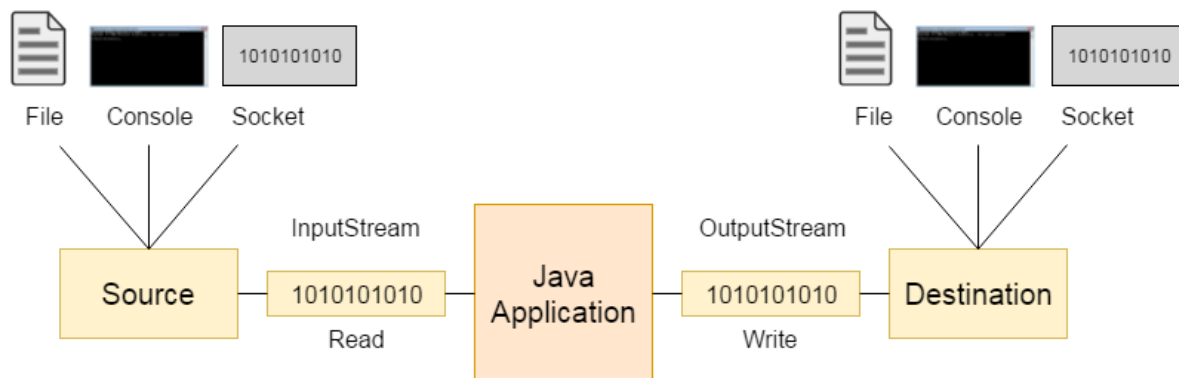 1010101010
1010101010
File Console Socket
File Console Socket
InputStream
OutputStream
Source
1010101010
Java
Application
1010101010
Destination
Read
Write